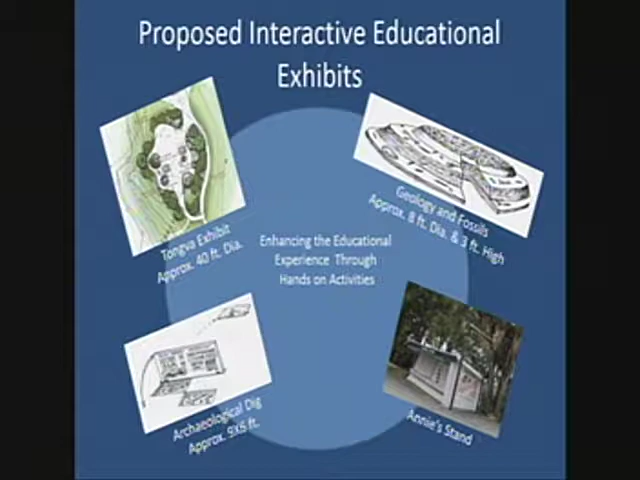 Proposed Interactive Educational
Exhibits
Tongva Exhibit
Approx. 40 ft. Dia.
Geology and Fossils
Approx. 8 ft. Dia. & 3 ft. High
Enhancing the Educational
Experience Through
Hands on Activities
Archaeological Dig
Approx. 9X6 ft.
Annie's Stand